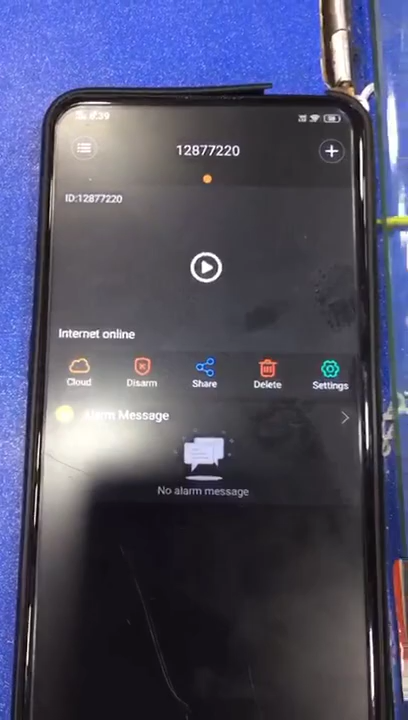 12877220
ID:12877220
Internet online
Cloud Disarm Share Delete Settings
Alarm Message
No alarm message